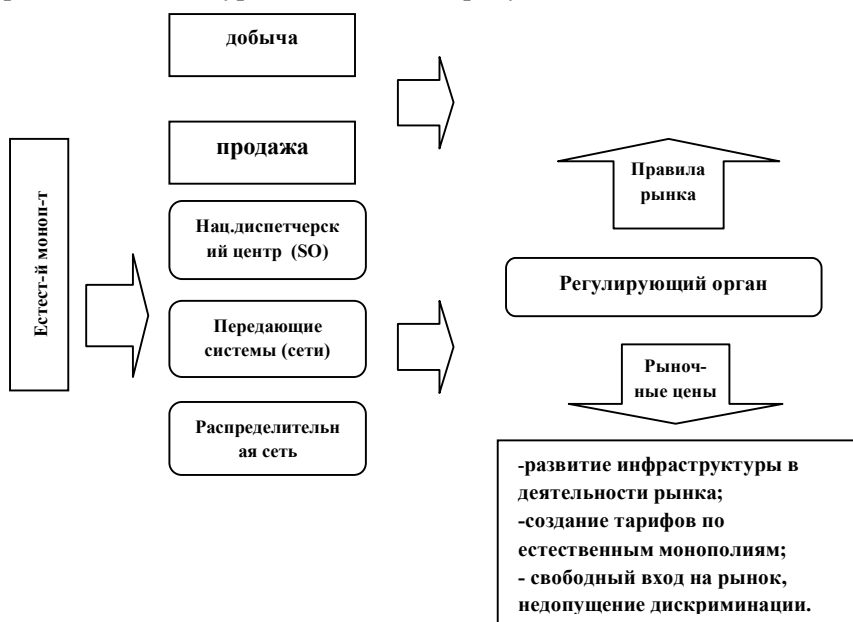 добыча
продажа
Естест-й моноп-т
Нац.диспетчерск
ий центр (SO)
Передающие
системы (сети)
Распределительн
ая сеть
Правила
рынка
Регулирующий орган
Рыноч-
ные цены
-развитие инфраструктуры в
деятельности рынка;
-создание тарифов по
естественным монополиям;
- свободный вход на рынок,
недопущение дискриминации.